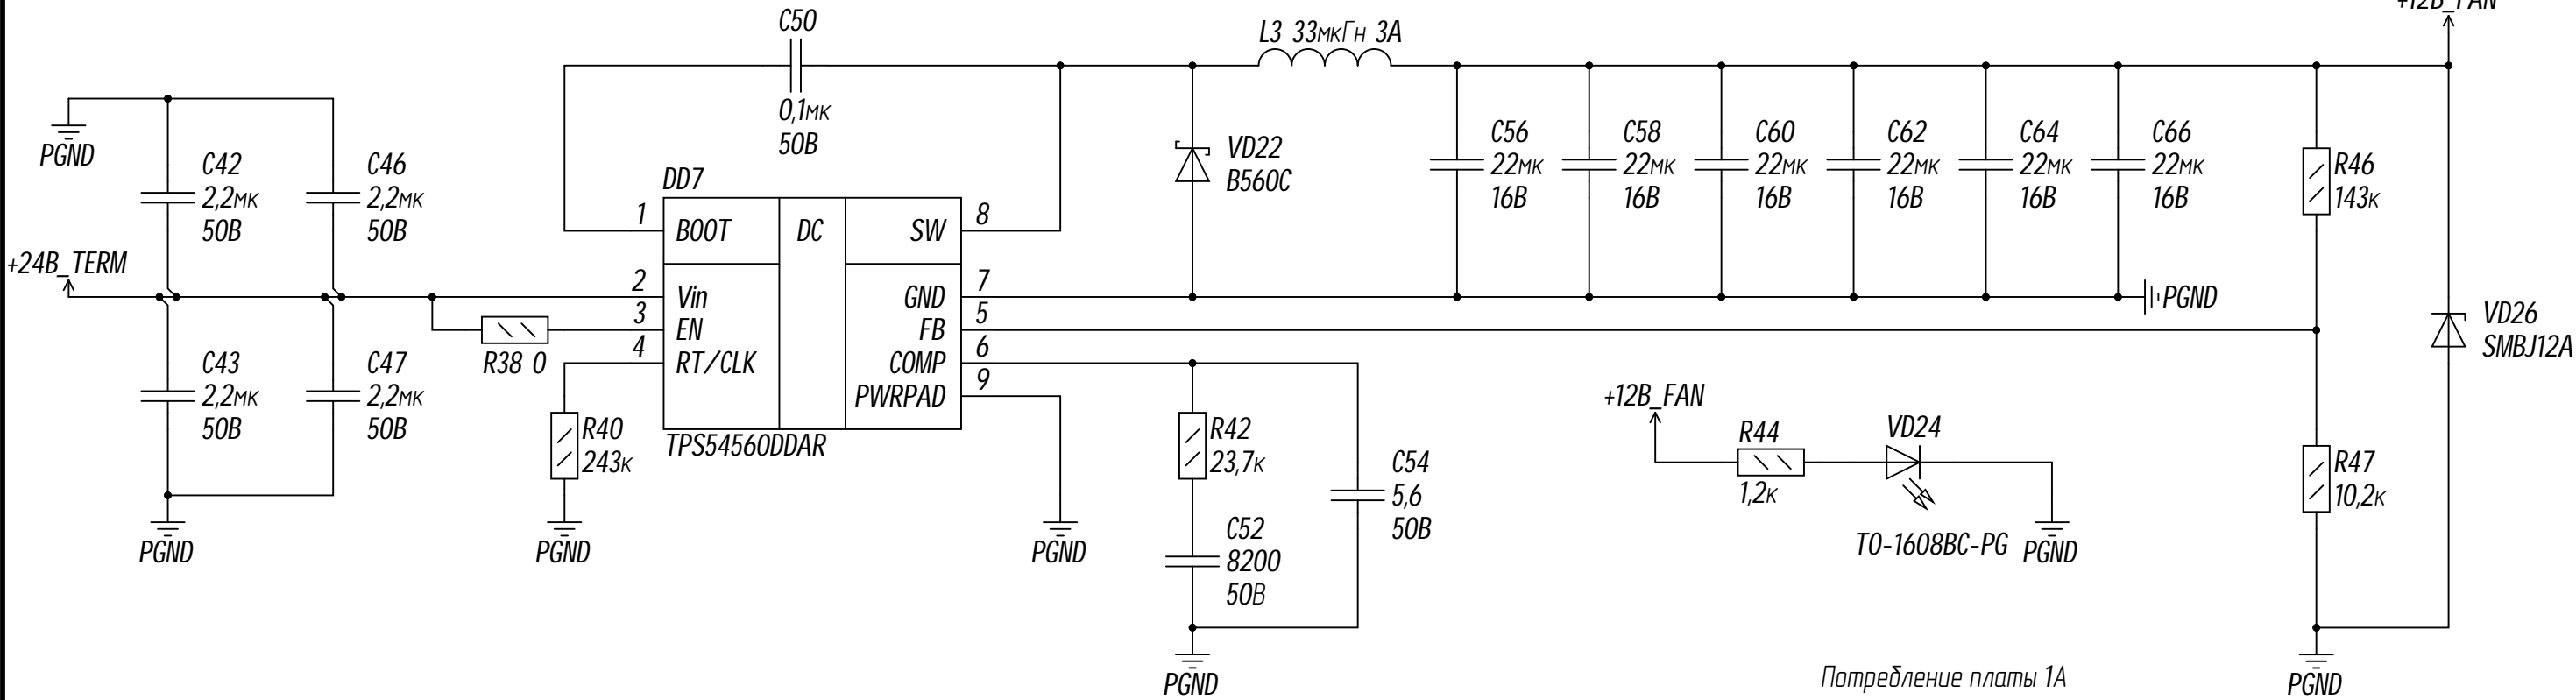 +12В_FAN
C50
0,1мк
50В
L3 33мкГн 3А
PGND
C42
2,2мк
50В
C46
2,2мк
50В
+24В_TERM
C43
2,2мк
50В
C47
2,2мк
50В
PGND
R38 0
R40
243к
PGND
DD7
1
BOOT
DC
SW
8
2
Vin
GND
7
3
EN
FB
5
4
RT/CLK
COMP
6
PWRPAD
9
TPS54560DDAR
PGND
VD22
B560C
C56
22мк
16В
C58
22мк
16В
C60
22мк
16В
C62
22мк
16В
C64
22мк
16В
C66
22мк
16В
PGND
R46
143к
VD26
SMBJ12A
R42
23,7к
C52
8200
50В
C54
5,6
50В
PGND
+12В_FAN
R44
1,2к
VD24
TO-1608BC-PG
PGND
R47
10,2к
PGND
Потребление платы 1А